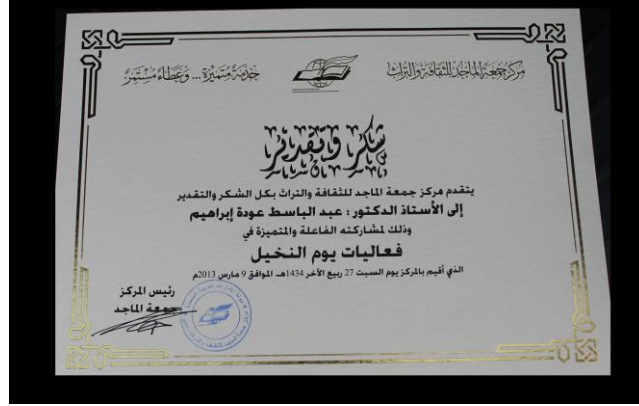 مركز جمعة الماجد للثقافة والتراث
خدمة متميزة ... وعطاء مستمر
شكر وتقدير
يتقدم مركز جمعة الماجد للثقافة والتراث بكل الشكر والتقدير
إلى الأستاذ الدكتور : عبد الباسط عودة إبراهيم
وذلك لمشاركته الفاعلة والمتميزة في
فعاليات يوم النخيل
الذي أقيم بالمركز يوم السبت 27 ربيع الأخر 1434هـ الموافق 9 مارس 2013م
رئيس المركز
جمعة الماجد